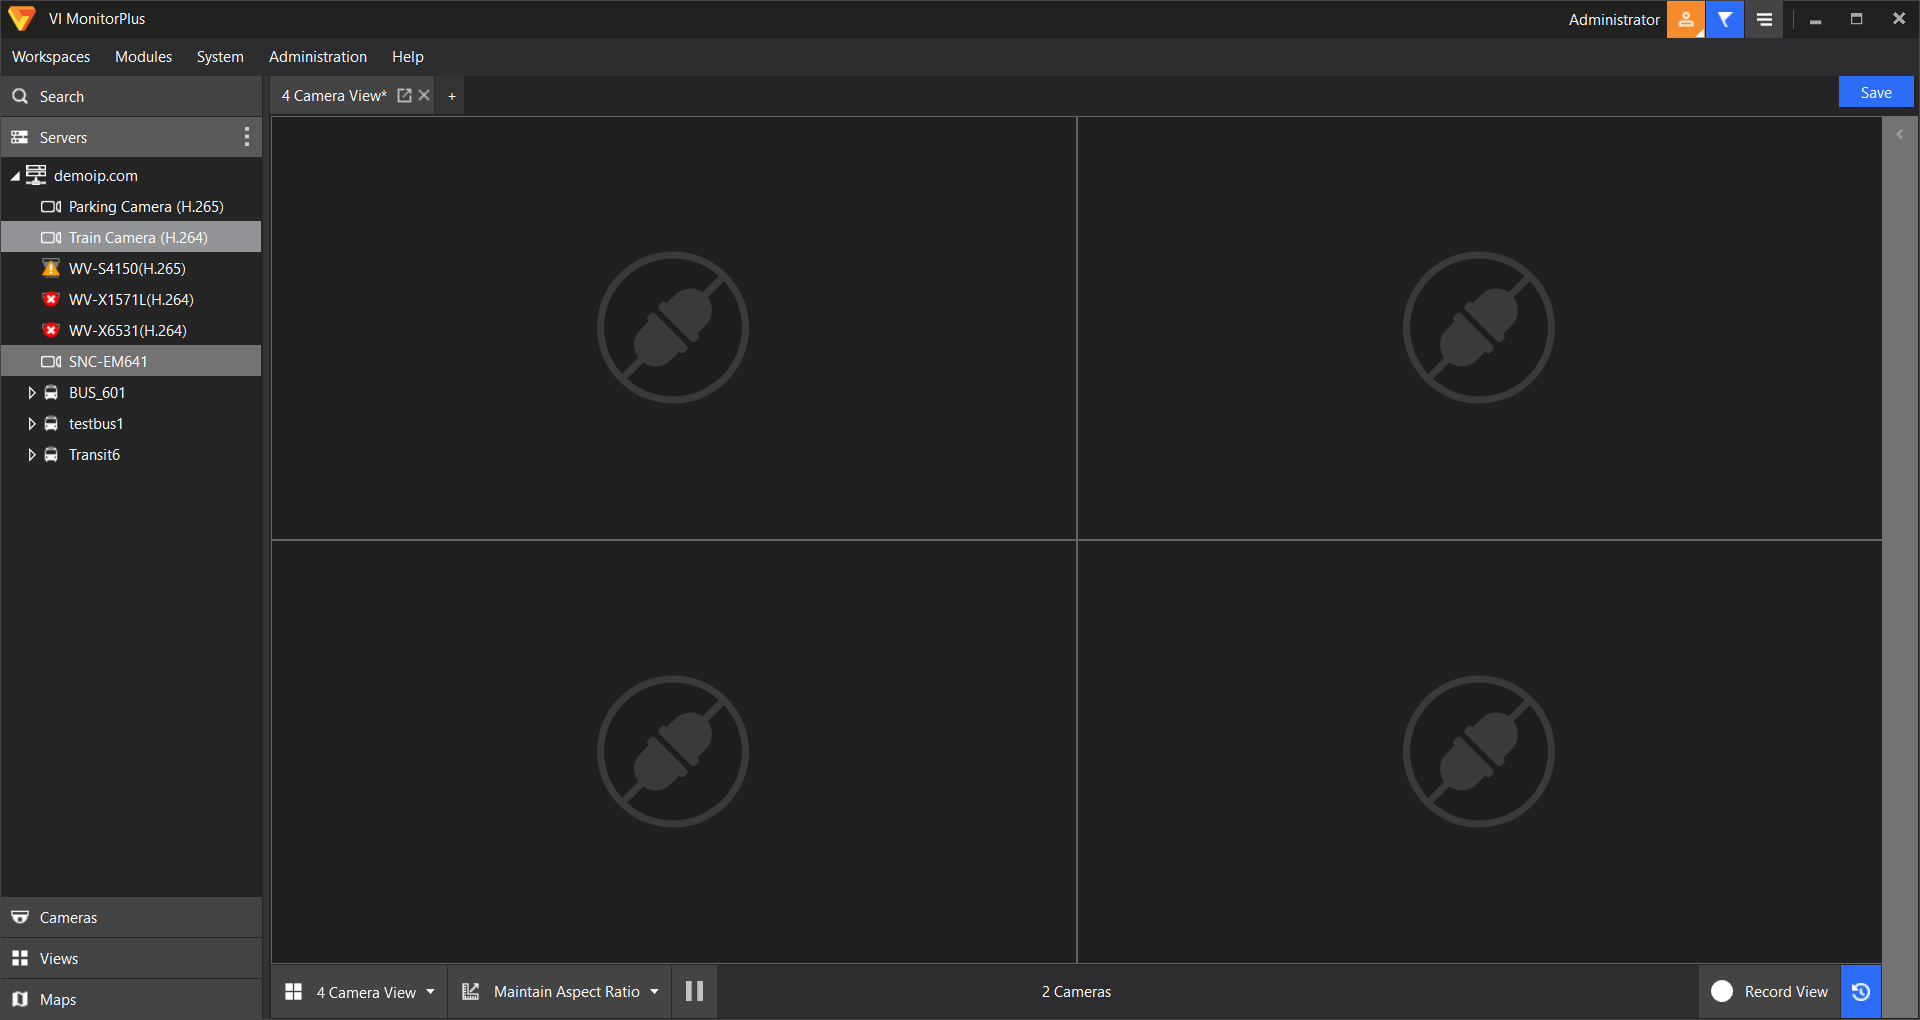 VI MonitorPlus
Administrator
Workspaces Modules System Administration Help
Search
4 Camera View* +
Save
Servers
demoip.com
Parking Camera (H.265)
Train Camera (H.264)
WV-S4150(H.265)
WV-X1571L(H.264)
WV-X6531(H.264)
SNC-EM641
BUS_601
testbus1
Transit6
Cameras
Views
Maps
4 Camera View
Maintain Aspect Ratio
2 Cameras
Record View